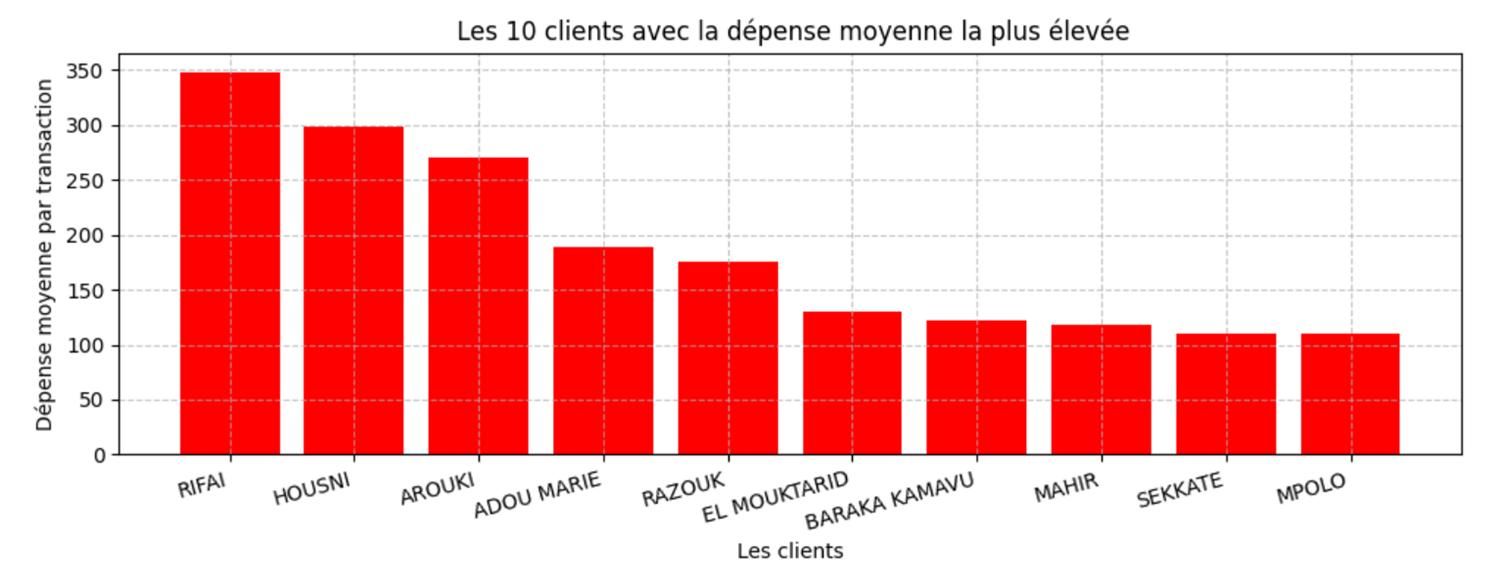 Les 10 clients avec la dépense moyenne la plus élevée
Dépense moyenne par transaction
350
300
250
200
150
100
50
0
RIFAI
HOUSNI
AROUKI
ADOU MARIE
RAZOUK
EL MOUKTARID
BARAKA KAMAVU
MAHIR
SEKKATE
MPOLO
Les clients